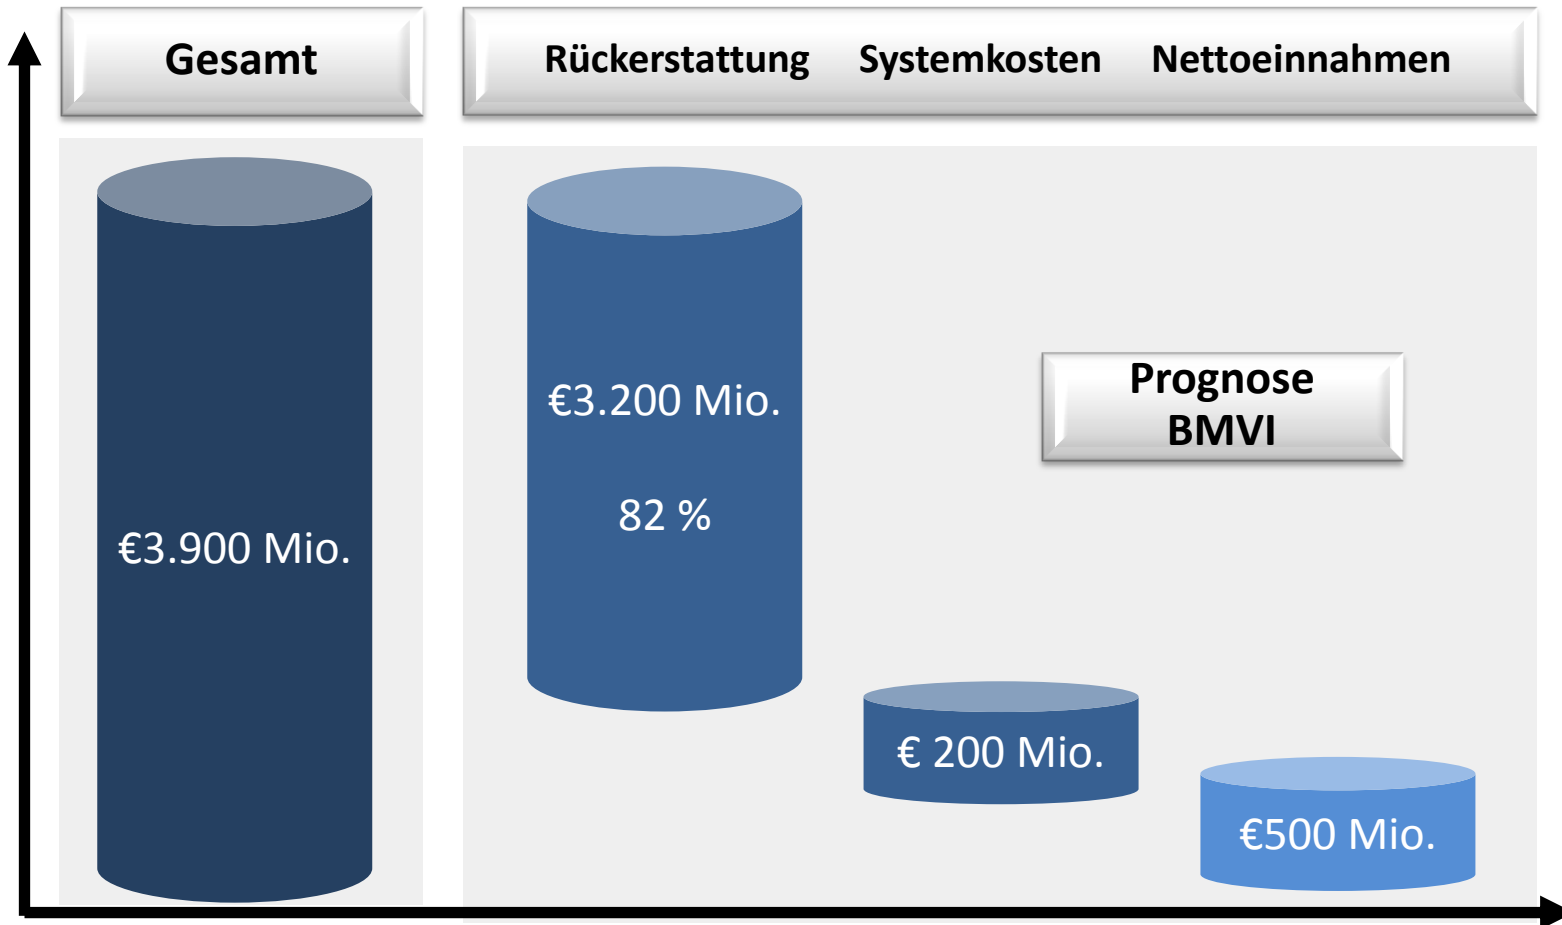 Gesamt
Rückerstattung Systemkosten Nettoeinnahmen
€3.900 Mio.
€3.200 Mio.
82 %
Prognose
BMVI
€ 200 Mio.
€500 Mio.